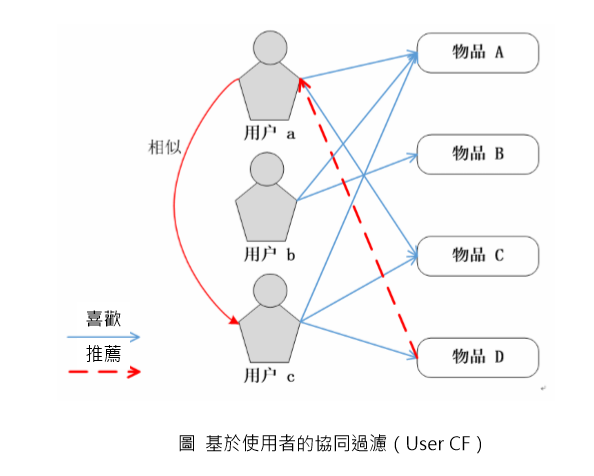 物品 A
用户 a
相似
物品 B
用户 b
物品 C
喜歡
推薦
物品 D
用户 c
圖 基於使用者的協同過濾（User CF）